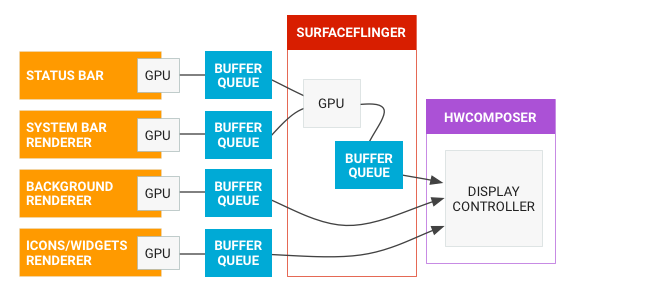 SURFACEFLINGER
STATUS BAR
GPU
BUFFER
QUEUE
GPU
SYSTEM BAR
RENDERER
GPU
BUFFER
QUEUE
HWCOMPOSER
BUFFER
QUEUE
BACKGROUND
RENDERER
GPU
BUFFER
QUEUE
DISPLAY
CONTROLLER
ICONS/WIDGETS
RENDERER
GPU
BUFFER
QUEUE